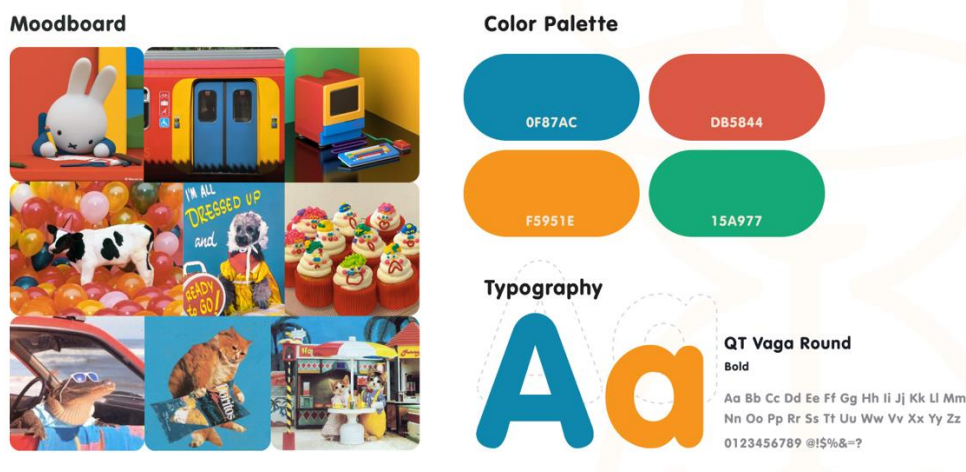 Moodboard
I'M ALL
DRESSED UP
and
READY
to GO!
Doritos
Color Palette
0F87AC
DB5844
F5951E
15A977
Typography
Aa
QT Vaga Round
Bold
Aa Bb Cc Dd Ee Ff Gg Hh Ii Jj Kk Ll Mm
Nn Oo Pp Rr Ss Tt Uu Ww Vv Xx Yy Zz
0123456789 @!$%&=?